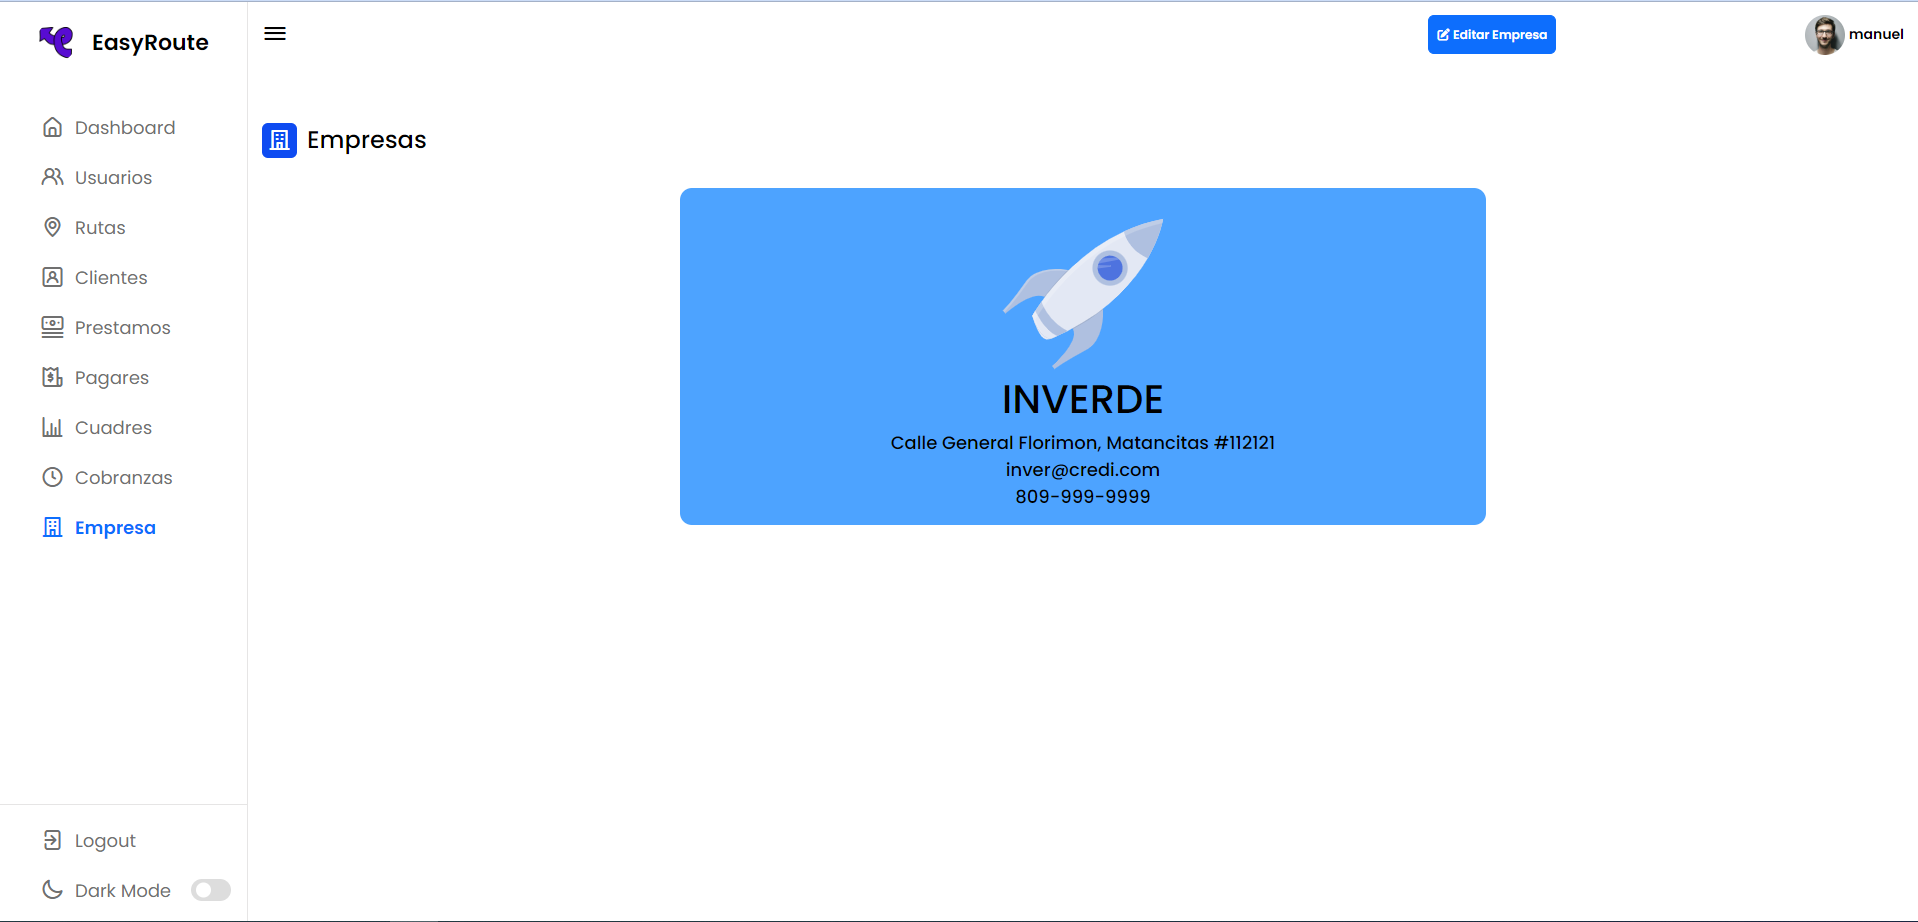 EasyRoute
Editar Empresa
manuel
Dashboard
Usuarios
Rutas
Clientes
Prestamos
Pagares
Cuadres
Cobranzas
Empresa
Logout
Dark Mode
Empresas
INVERDE
Calle General Florimon, Matancitas #112121
inver@credi.com
809-999-9999